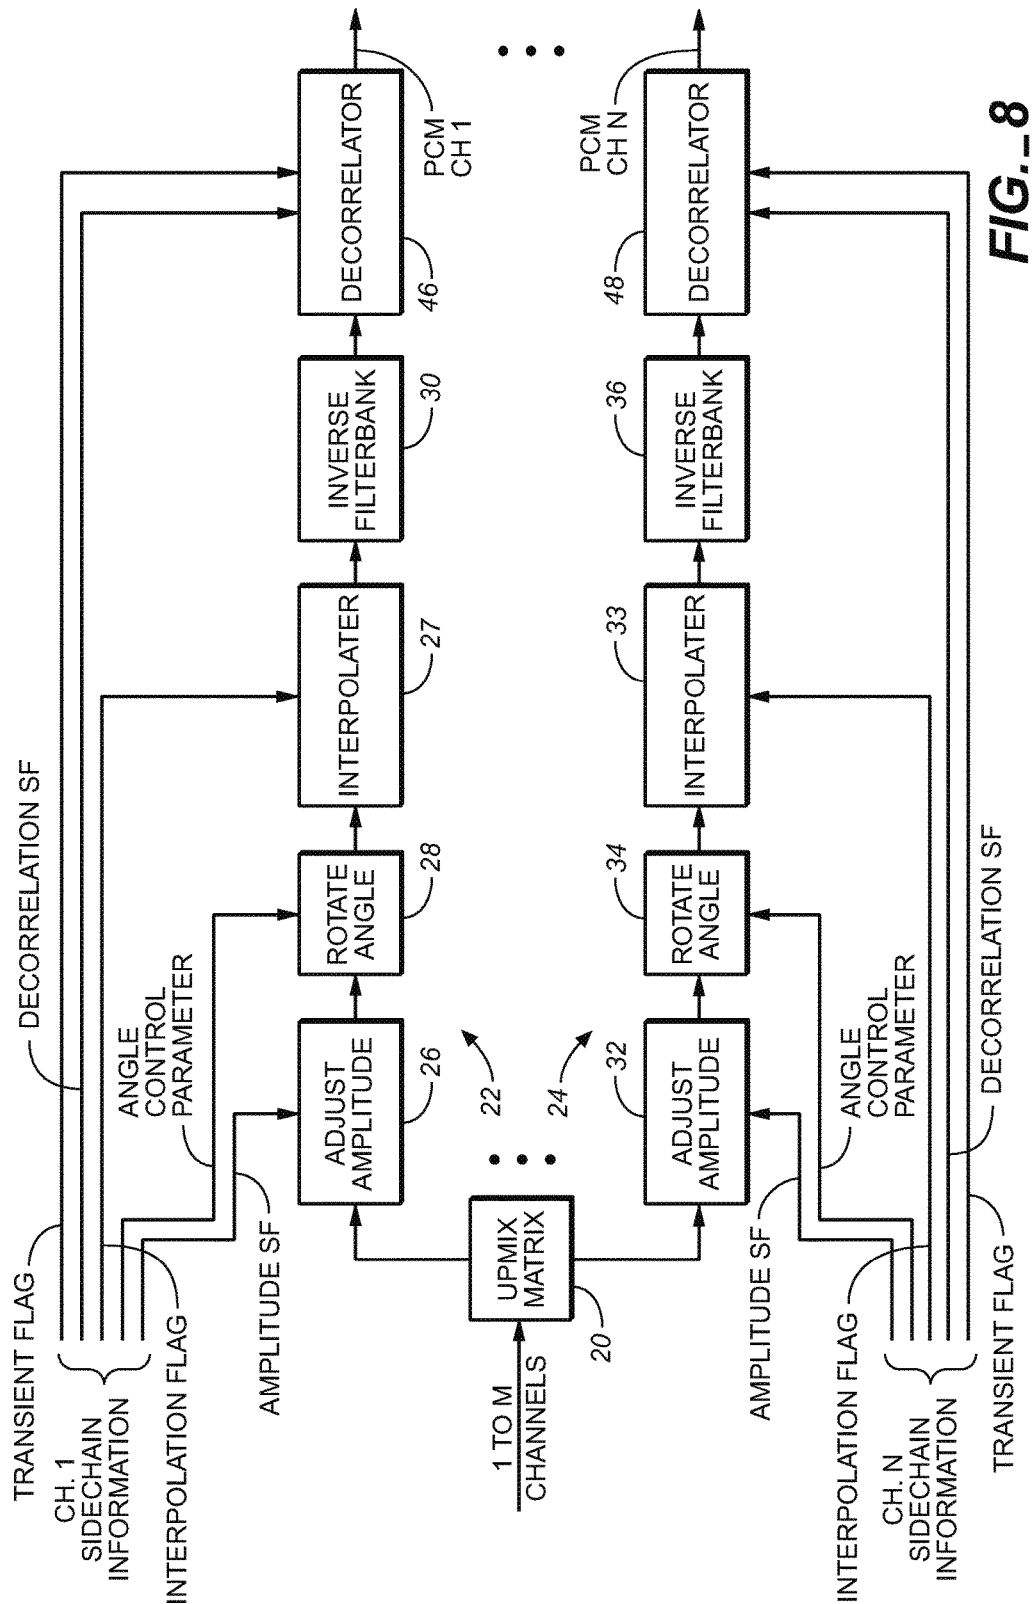 TRANSIENT FLAG
DECORRELATION SF
CH. 1
SIDECHAIN
INFORMATION
INTERPOLATION FLAG
ANGLE
CONTROL
PARAMETER
AMPLITUDE SF
ADJUST
AMPLITUDE
26
ROTATE
ANGLE
28
INTERPOLATER
27
INVERSE
FILTERBANK
30
DECORRELATOR
46
PCM
CH 1
22
1 TO M
CHANNELS
UPMIX
MATRIX
20
24
ADJUST
AMPLITUDE
32
ROTATE
ANGLE
34
INTERPOLATER
33
INVERSE
FILTERBANK
36
DECORRELATOR
48
PCM
CH N
AMPLITUDE SF
ANGLE
CONTROL
PARAMETER
INTERPOLATION FLAG
CH. N
SIDECHAIN
INFORMATION
DECORRELATION SF
TRANSIENT FLAG
FIG._8